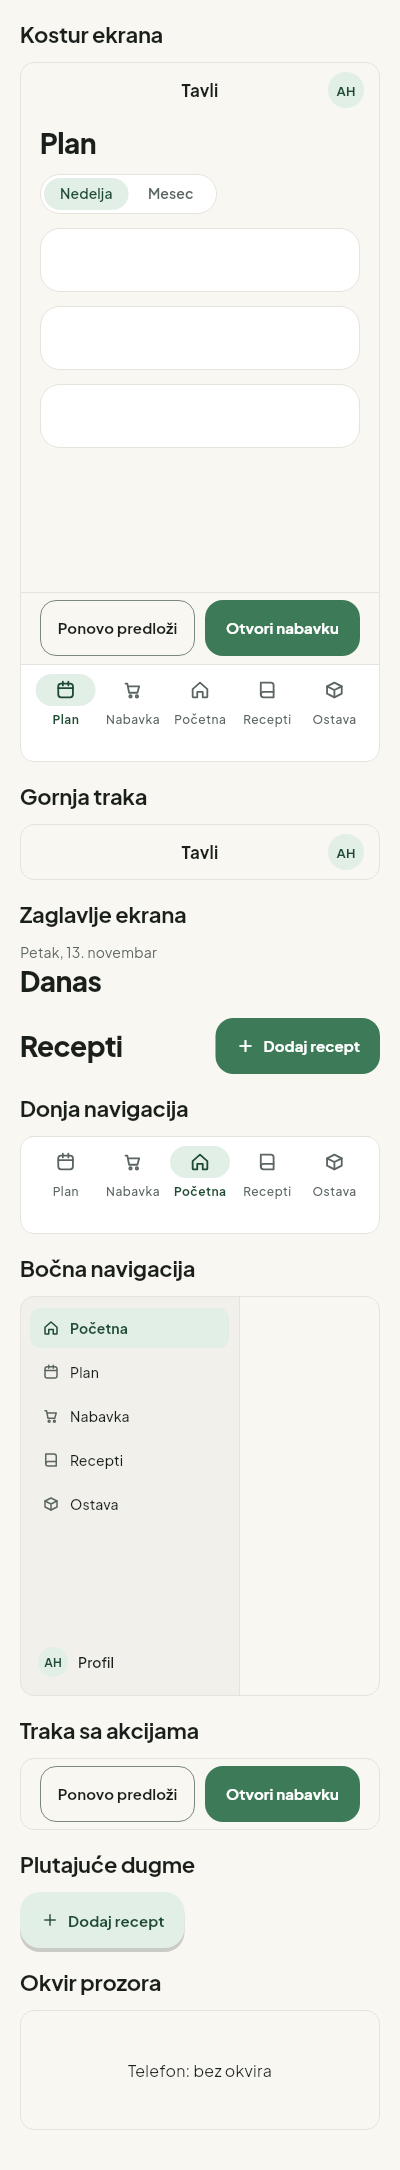 Kostur ekrana
Tavli
AH
Plan
Nedelja
Mesec
Ponovo predloži
Otvori nabavku
Plan
Nabavka
Početna
Recepti
Ostava
Gornja traka
Tavli
AH
Zaglavlje ekrana
Petak, 13. novembar
Danas
Recepti
Dodaj recept
Donja navigacija
Plan
Nabavka
Početna
Recepti
Ostava
Bočna navigacija
Početna
Plan
Nabavka
Recepti
Ostava
AH
Profil
Traka sa akcijama
Ponovo predloži
Otvori nabavku
Plutajuće dugme
Dodaj recept
Okvir prozora
Telefon: bez okvira